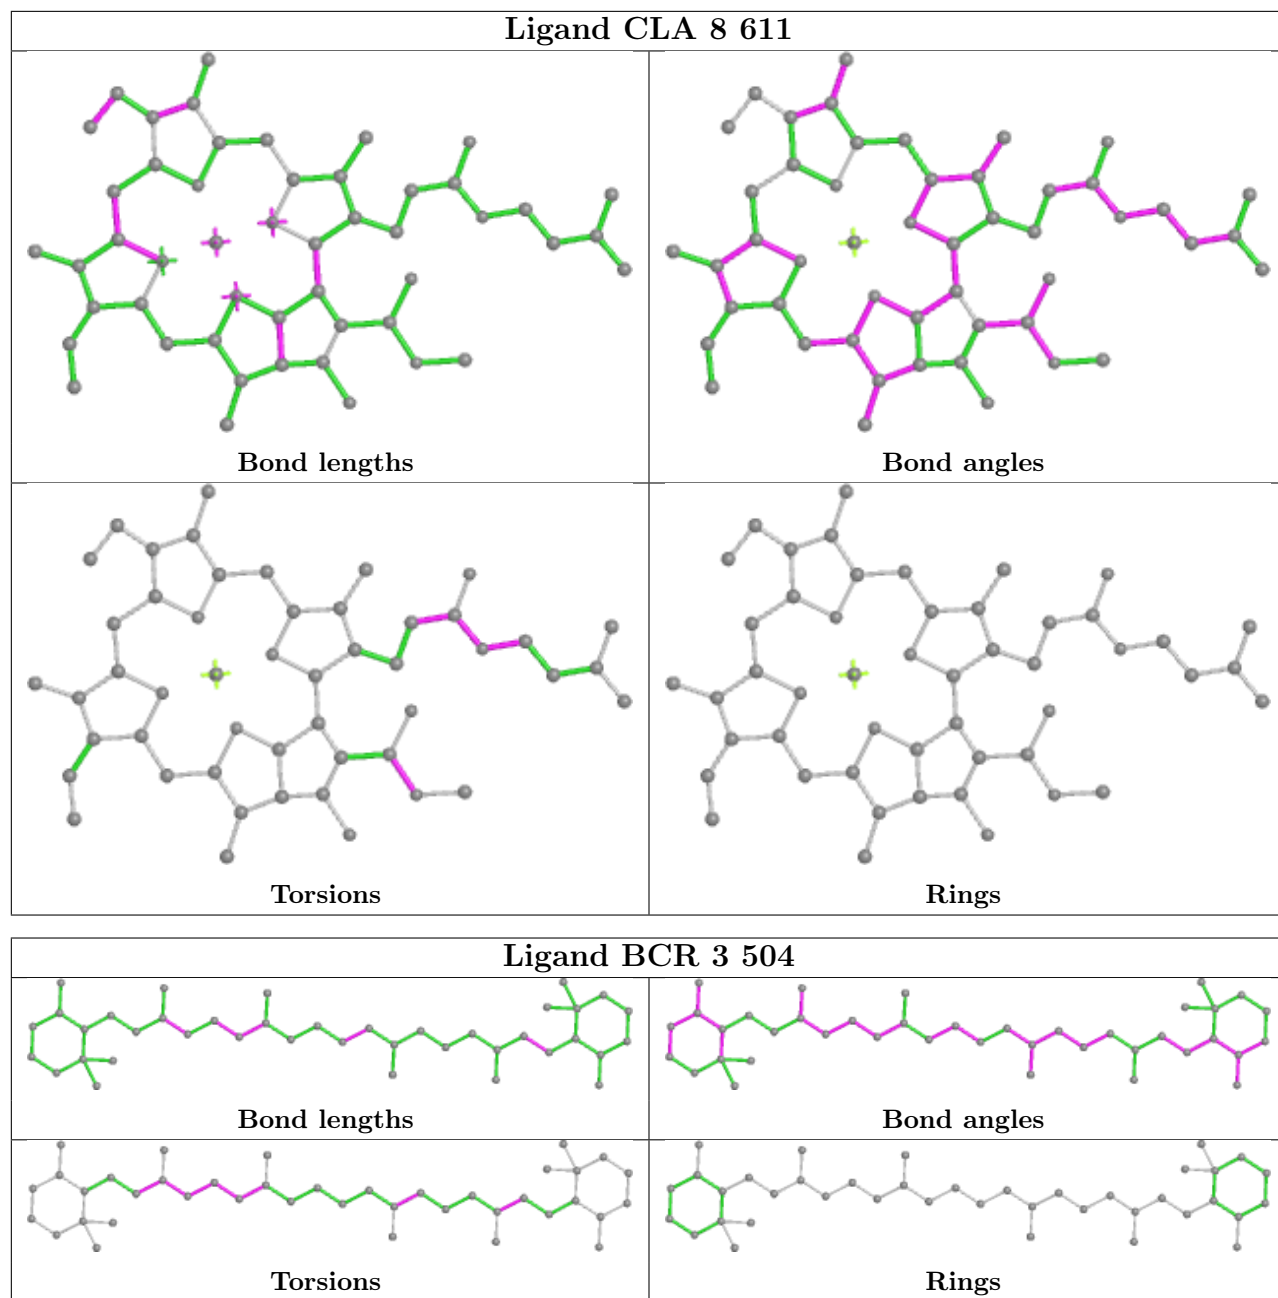 Ligand CLA 8 611
Bond lengths
Bond angles
Torsions
Rings
Ligand BCR 3 504
Bond lengths
Bond angles
Torsions
Rings